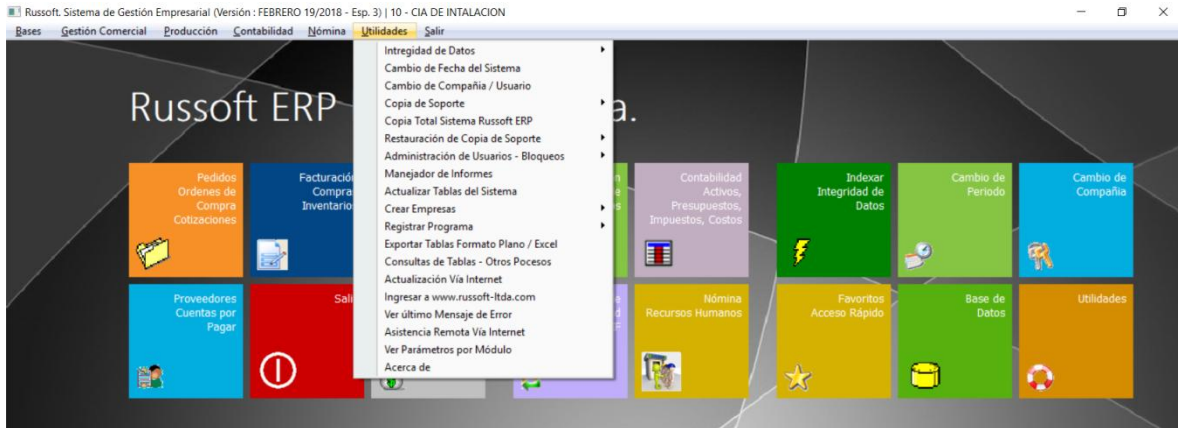 Russoft. Sistema de Gestión Empresarial (Versión : FEBRERO 19/2018 - Esp. 3) | 10 - CIA DE INTALACION
Bases Gestión Comercial Producción Contabilidad Nómina Utilidades Salir
Intregidad de Datos
Cambio de Fecha del Sistema
Cambio de Compañia / Usuario
Copia de Soporte
Copia Total Sistema Russoft ERP
Restauración de Copia de Soporte
Administración de Usuarios - Bloqueos
Manejador de Informes
Actualizar Tablas del Sistema
Crear Empresas
Registrar Programa
Exportar Tablas Formato Plano / Excel
Consultas de Tablas - Otros Pocesos
Actualización Vía Internet
Ingresar a www.russoft-ltda.com
Ver último Mensaje de Error
Asistencia Remota Vía Internet
Ver Parámetros por Módulo
Acerca de
Russoft ERP
a.
Pedidos
Ordenes de
Compra
Cotizaciones
Facturación
Compra
Inventario
Contabilidad
Activos,
Presupuestos,
Impuestos, Costos
Indexar
Integridad de
Datos
Cambio de
Periodo
Cambio de
Compañia
Proveedores
Cuentas por
Pagar
Sali
Nómina
Recursos Humanos
Favoritos
Acceso Rápido
Base de
Datos
Utilidades